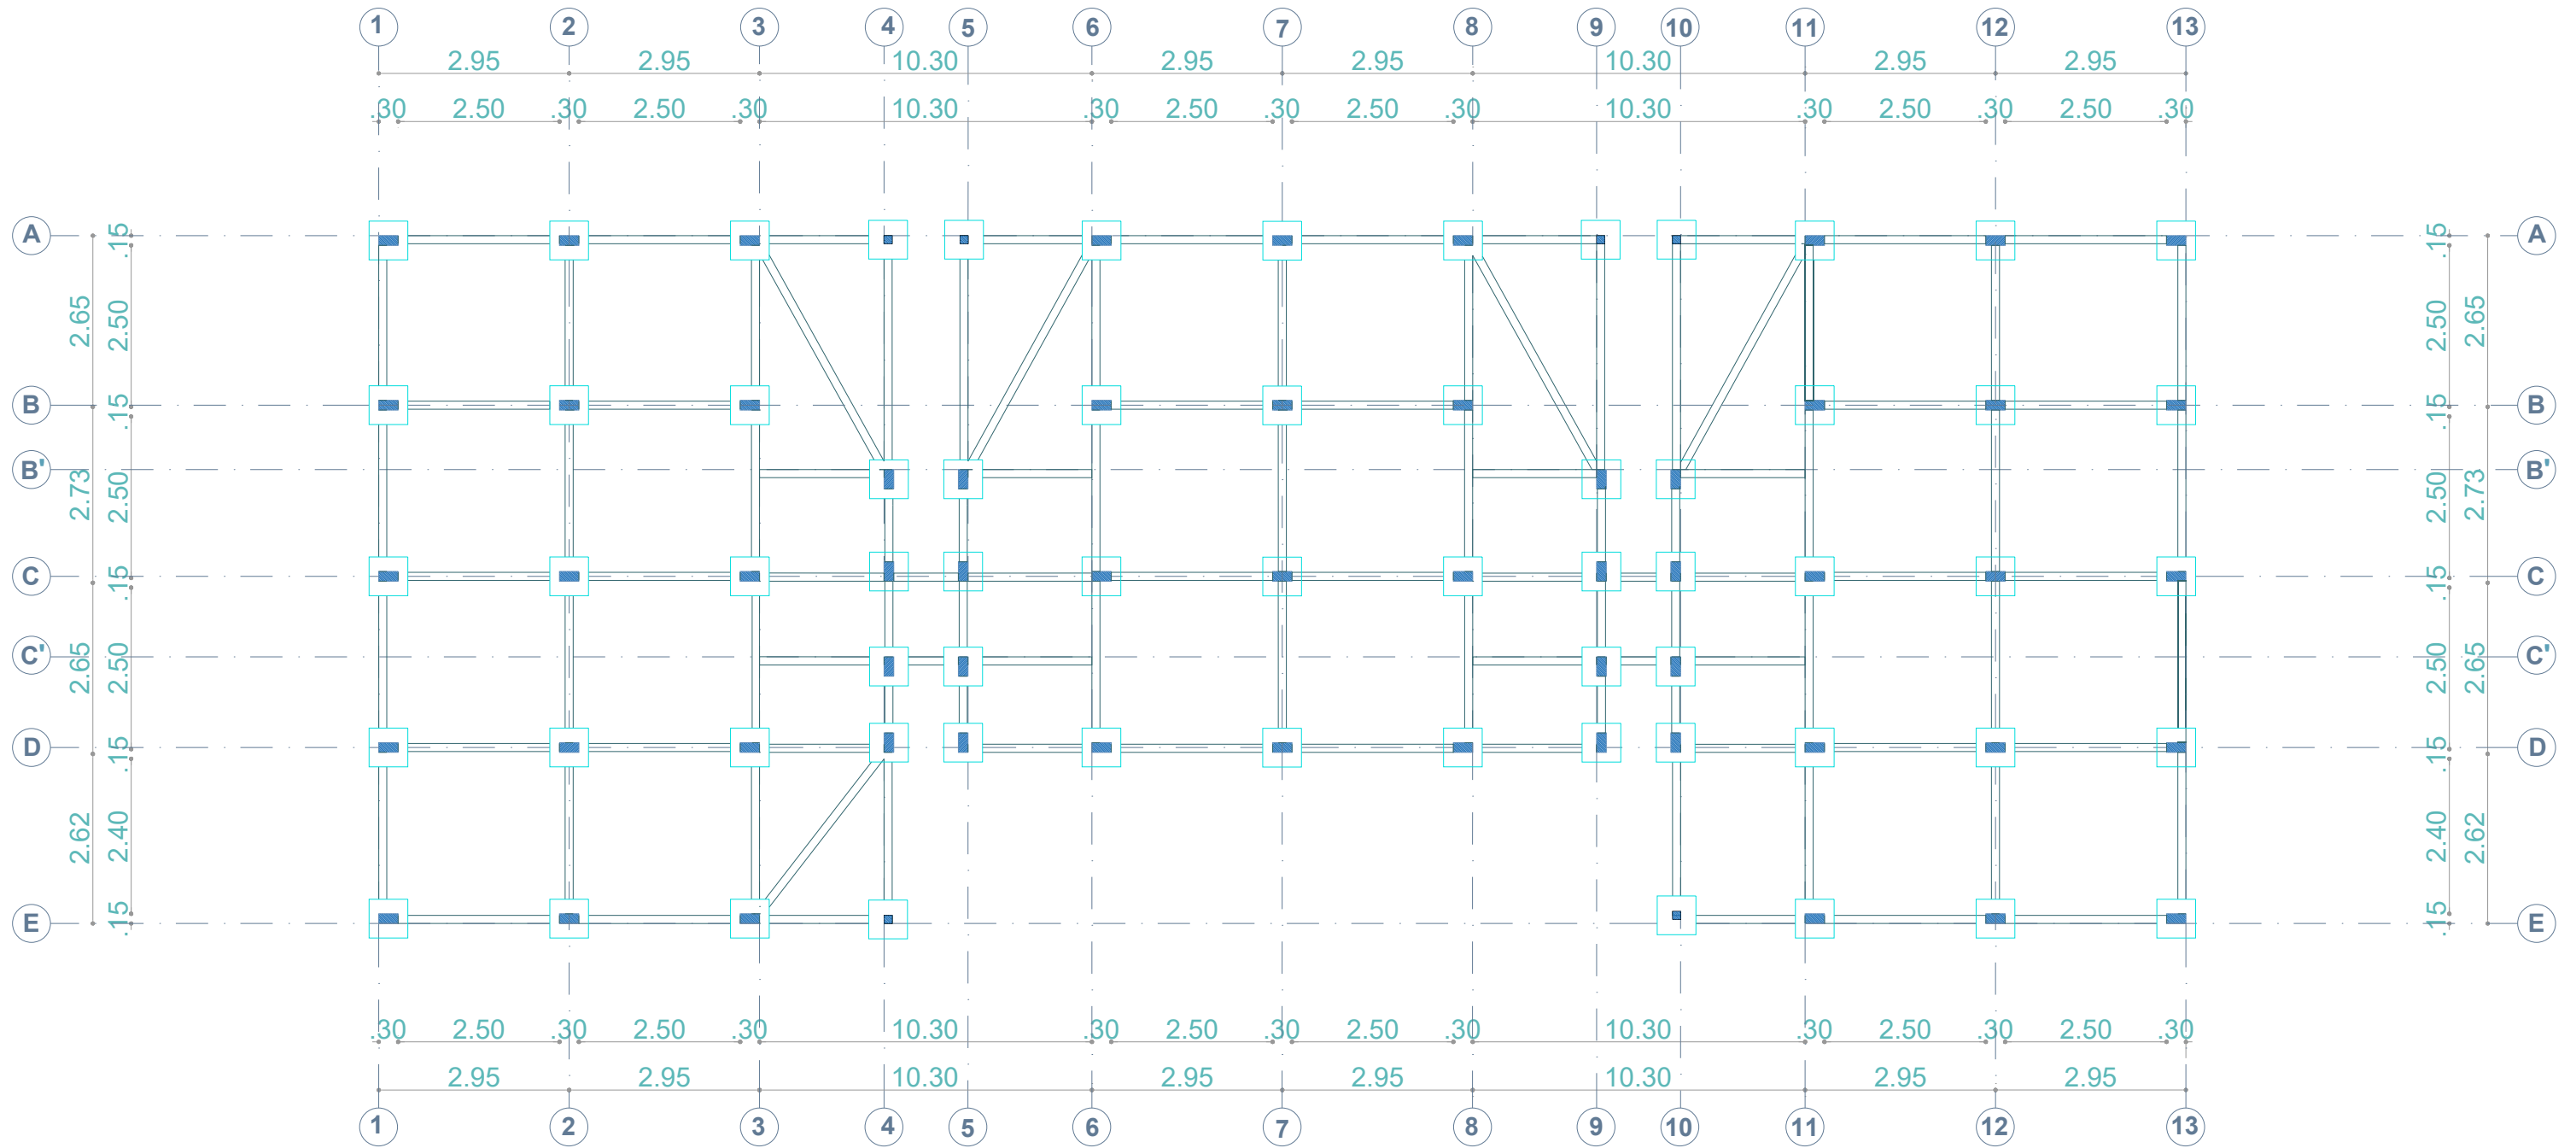 1 2 3 4 5 6 7 8 9 10 11 12 13
2.95 2.95 10.30 2.95 2.95 10.30 2.95 2.95
.30 2.50 .30 2.50 .30 10.30 .30 2.50 .30 2.50 .30 10.30 .30 2.50 .30 2.50 .30
A .15 .15 A
2.65 2.50 2.50 2.65
B .15 .15 B
B' B'
2.73 2.50 2.50 2.73
C .15 .15 C
C' 2.65 2.50 2.50 2.65 C'
D .15 .15 D
2.62 2.40 2.40 2.62
E .15 .15 E
.30 2.50 .30 2.50 .30 10.30 .30 2.50 .30 2.50 .30 10.30 .30 2.50 .30 2.50 .30
2.95 2.95 10.30 2.95 2.95 10.30 2.95 2.95
1 2 3 4 5 6 7 8 9 10 11 12 13